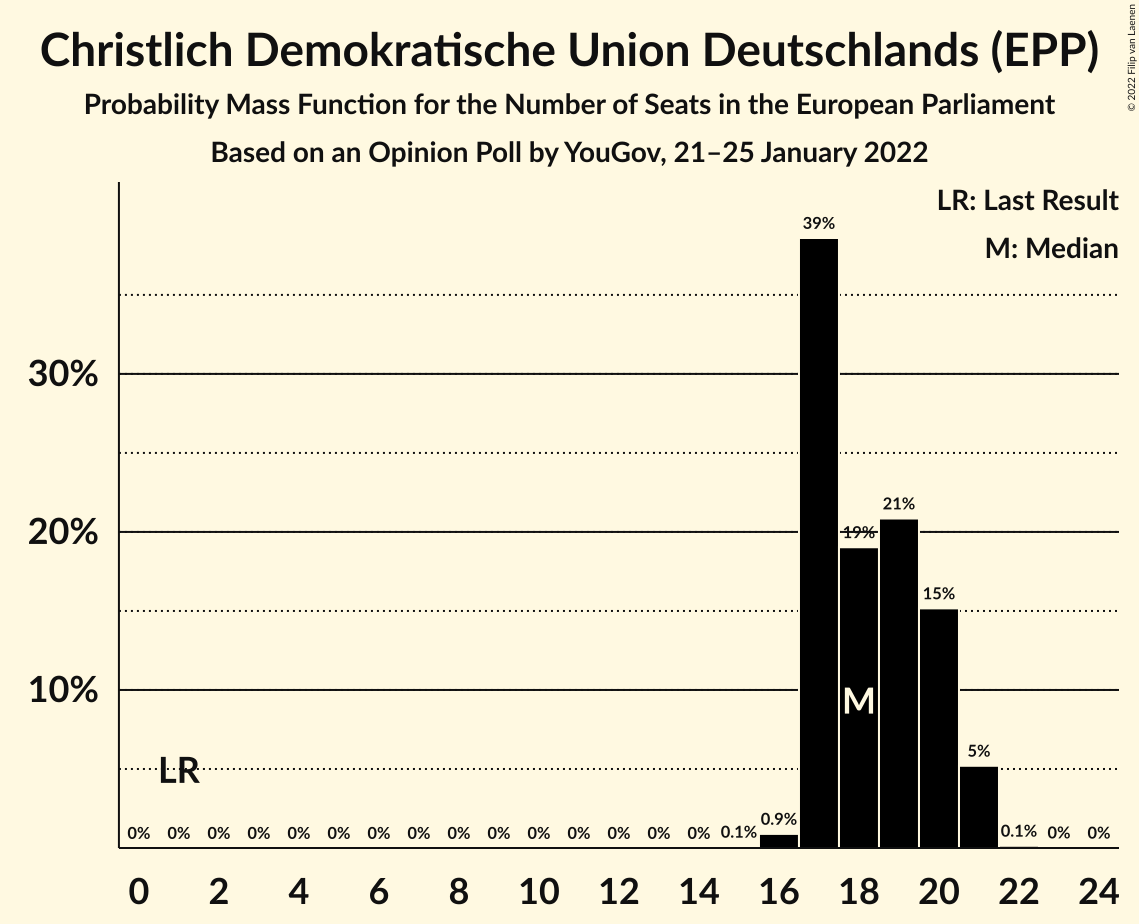 Christlich Demokratische Union Deutschlands (EPP)
Probability Mass Function for the Number of Seats in the European Parliament
Based on an Opinion Poll by YouGov, 21–25 January 2022
© 2022 Filip van Laenen
LR: Last Result
M: Median
39%
30%
21%
20%
19%
15%
10%
M
5%
LR
0% 0% 0% 0% 0% 0% 0% 0% 0% 0% 0% 0% 0% 0% 0% 0.1% 0.9% 0.1% 0% 0%
0 2 4 6 8 10 12 14 16 18 20 22 24